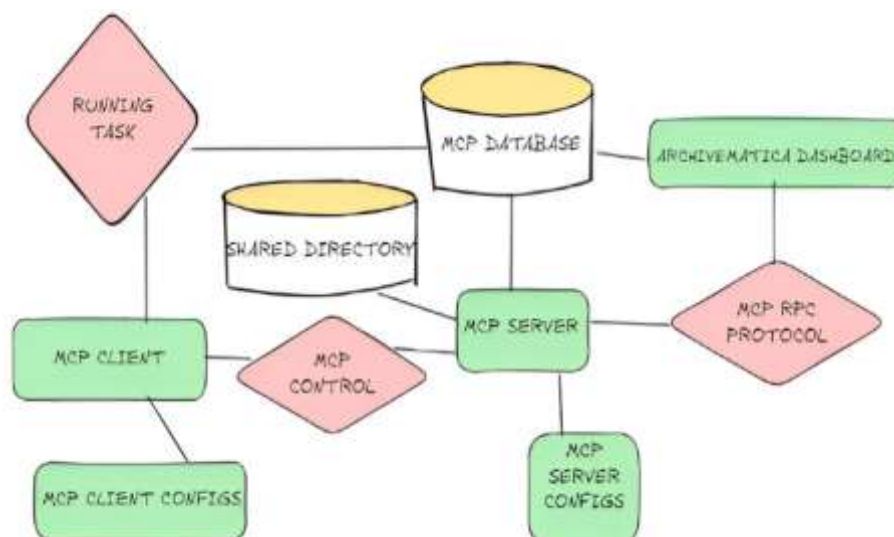 RUNNING
TASK
MCP DATABASE
ARCHIVEMATICA DASHBOARD
SHARED DIRECTORY
MCP SERVER
MCP RPC
PROTOCOL
MCP CLIENT
MCP
CONTROL
MCP CLIENT CONFIGS
MCP
SERVER
CONFIGS